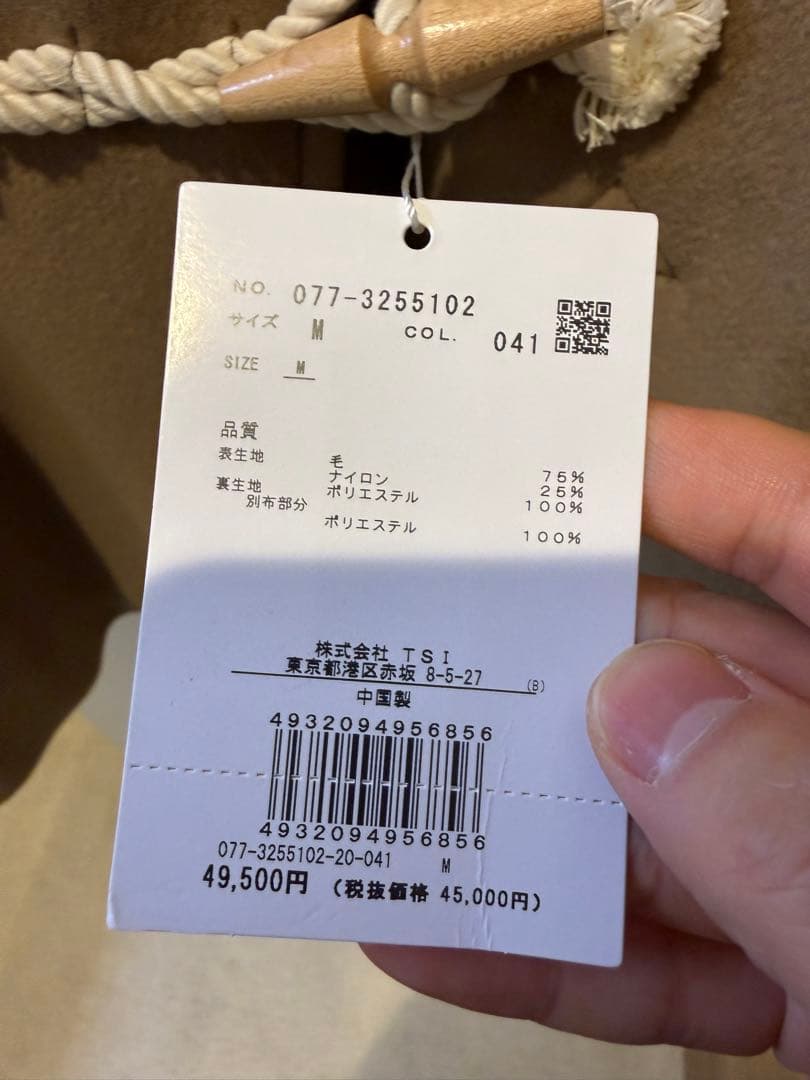 NO. 077-3255102
サイズ M COL. 041
SIZE M
品質
表生地 毛 75%
ナイロン 25%
裏生地 ポリエステル 100%
別布部分
ポリエステル 100%
株式会社 TSI
東京都港区赤坂 8-5-27 (B)
中国製
4932094956856
4932094956856
077-3255102-20-041 M
49,500円 (税抜価格 45,000円)